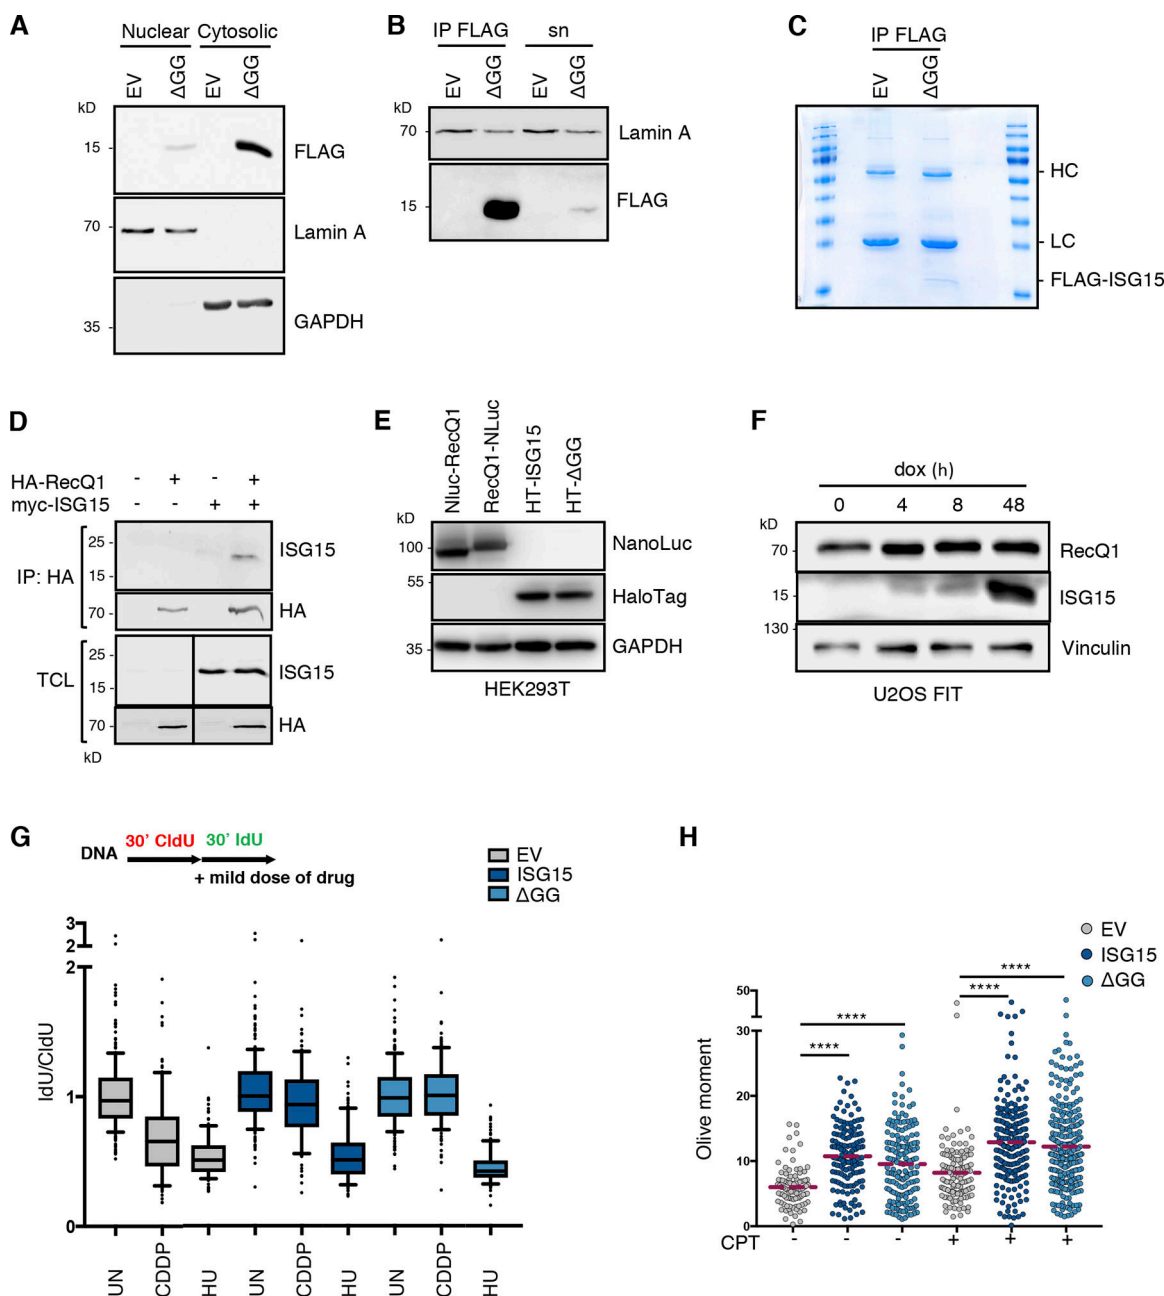 A
Nuclear Cytosolic
EV ΔGG EV ΔGG
kD
15 FLAG
70 Lamin A
35 GAPDH
B
IP FLAG sn
EV ΔGG EV ΔGG
kD
70 Lamin A
15 FLAG
C
IP FLAG
EV ΔGG
HC
LC
FLAG-ISG15
D
HA-RecQ1 - + - +
myc-ISG15 - - + +
IP: HA
25 ISG15
15
70 HA
TCL
25 ISG15
15
70 HA
kD
E
Nluc-RecQ1 RecQ1-NLuc HT-ISG15 HT-ΔGG
kD
100 NanoLuc
55 HaloTag
35 GAPDH
HEK293T
F
dox (h)
0 4 8 48
kD
70 RecQ1
15 ISG15
130 Vinculin
U2OS FIT
G
30' CldU 30' IdU
DNA
+ mild dose of drug
EV
ISG15
ΔGG
IdU/CldU
3
2
2
1
0
UN CDDP HU UN CDDP HU UN CDDP HU
H
EV
ISG15
ΔGG
**** ****
**** ****
Olive moment
50
30
20
10
0
CPT - - - + + +